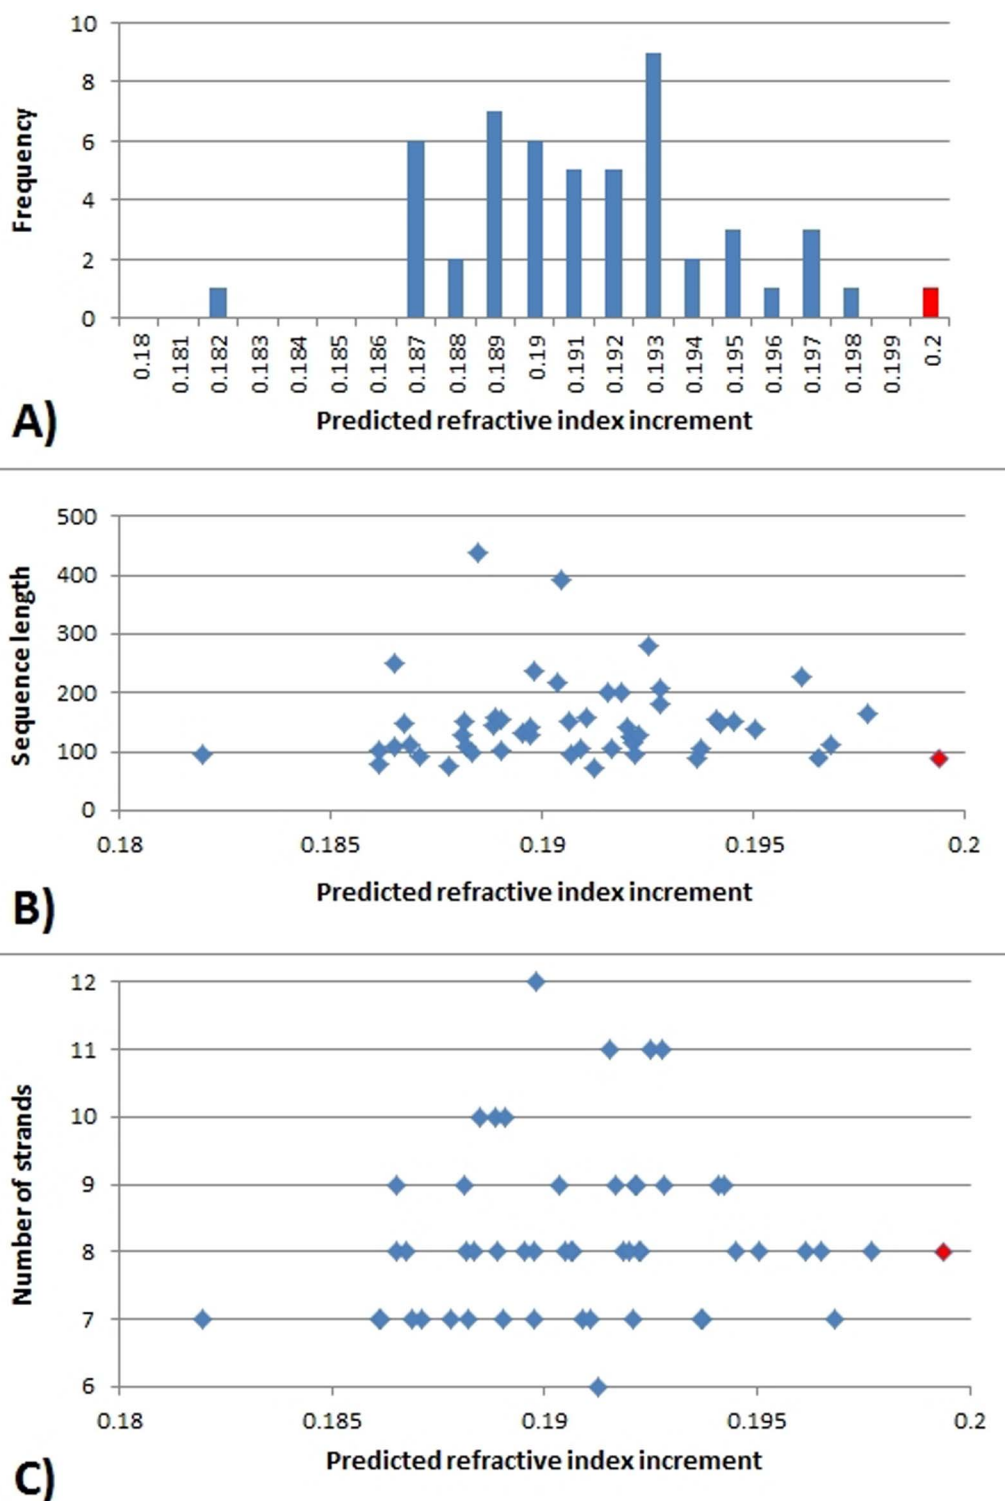 10
8
6
4
2
0
Frequency
0.18 0.181 0.182 0.183 0.184 0.185 0.186 0.187 0.188 0.189 0.19 0.191 0.192 0.193 0.194 0.195 0.196 0.197 0.198 0.199 0.2
Predicted refractive index increment
A)
500
400
300
200
100
0
Sequence length
0.18 0.185 0.19 0.195 0.2
Predicted refractive index increment
B)
12
11
10
9
8
7
6
Number of strands
0.18 0.185 0.19 0.195 0.2
Predicted refractive index increment
C)